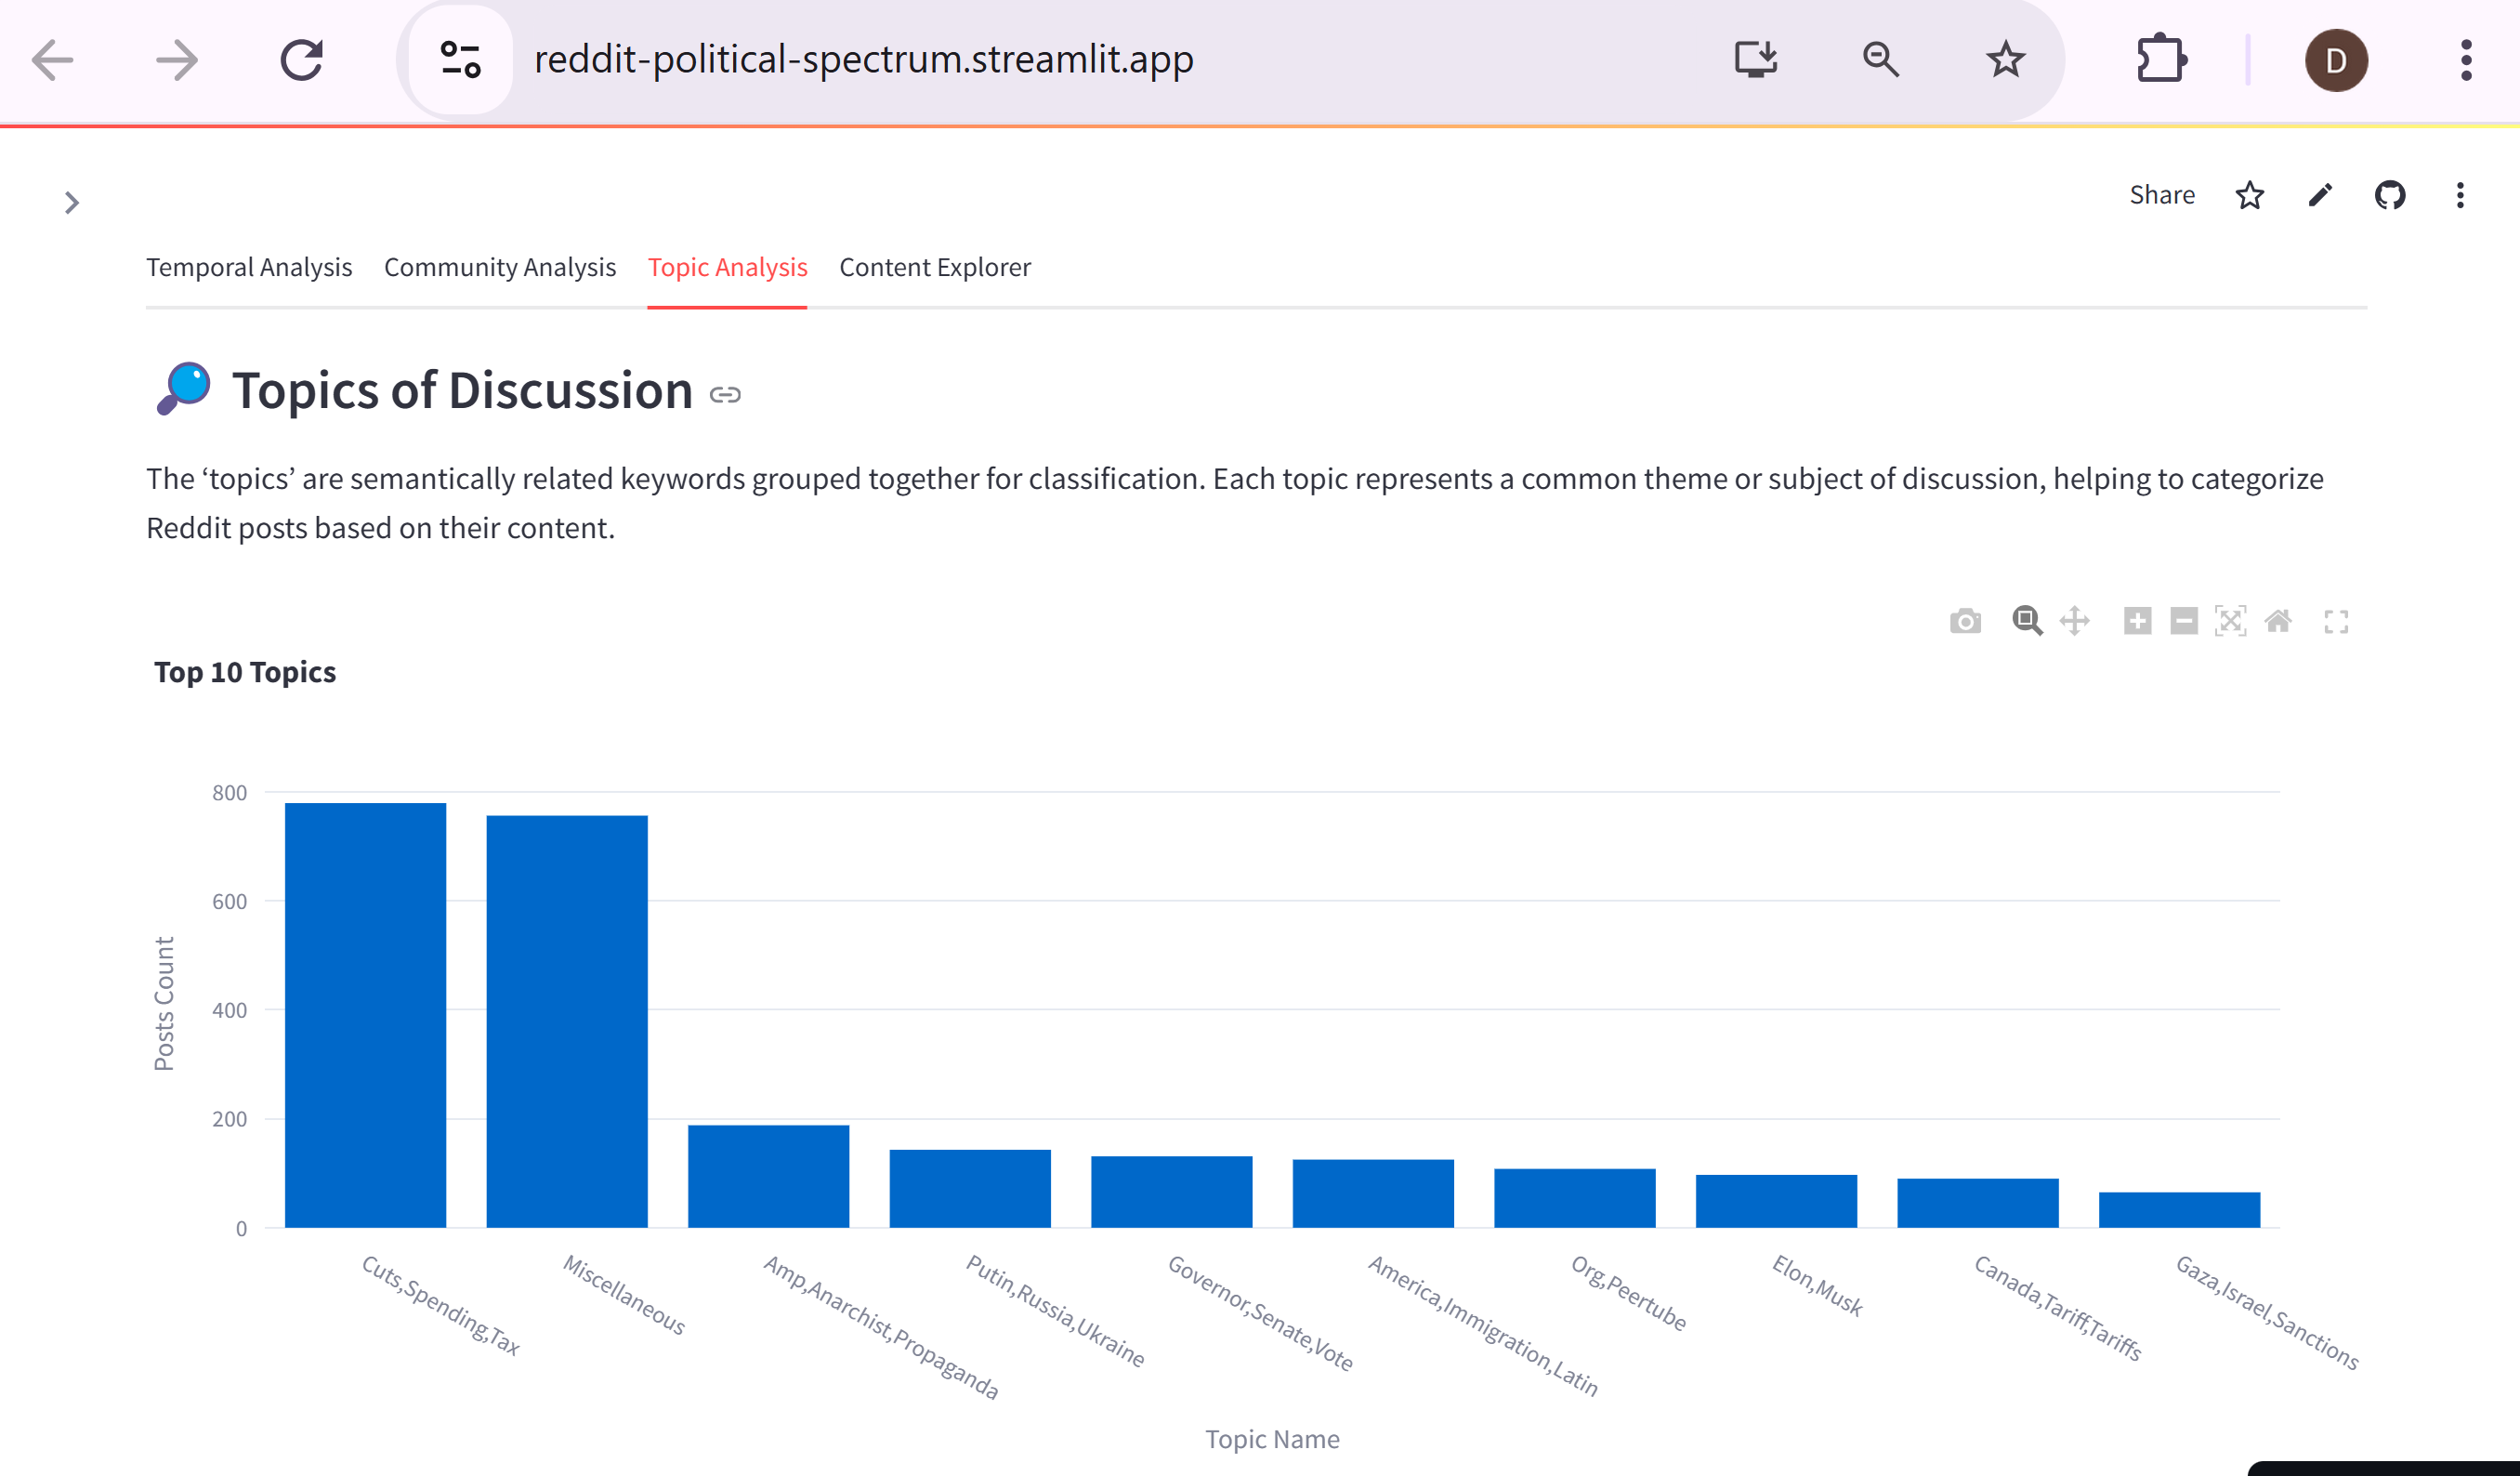 reddit-political-spectrum.streamlit.app
D
Share
Temporal Analysis
Community Analysis
Topic Analysis
Content Explorer
Topics of Discussion
The ‘topics’ are semantically related keywords grouped together for classification. Each topic represents a common theme or subject of discussion, helping to categorize
Reddit posts based on their content.
Top 10 Topics
800
600
400
200
0
Posts Count
Cuts,Spending,Tax
Miscellaneous
Amp,Anarchist,Propaganda
Putin,Russia,Ukraine
Governor,Senate,Vote
America,Immigration,Latin
Org,Peertube
Elon,Musk
Canada,Tariff,Tariffs
Gaza,Israel,Sanctions
Topic Name